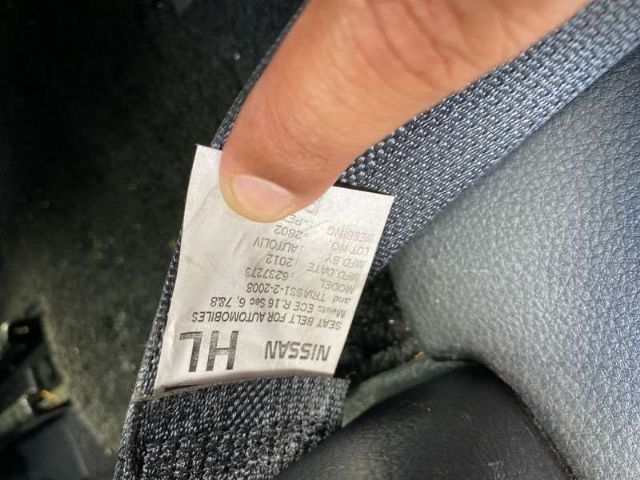 NISSAN HL
SEAT BELT FOR AUTOMOBILES
Meets ECE R.16 Sec 6, 7&8
and TRIAS31-2-2008
MODEL :6237273
MFD.DATE :2012
MFD BY :AUTOLIV
LOT NO :2802
WEBBING